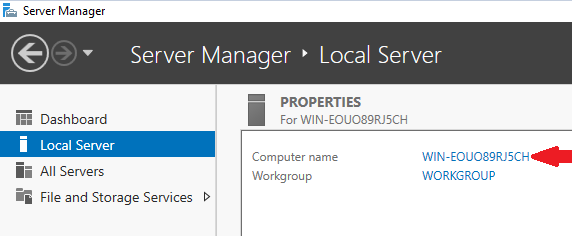 Server Manager
Server Manager ‣ Local Server
Dashboard
Local Server
All Servers
File and Storage Services
PROPERTIES
For WIN-EOUO89RJ5CH
Computer name WIN-EOUO89RJ5CH
Workgroup WORKGROUP